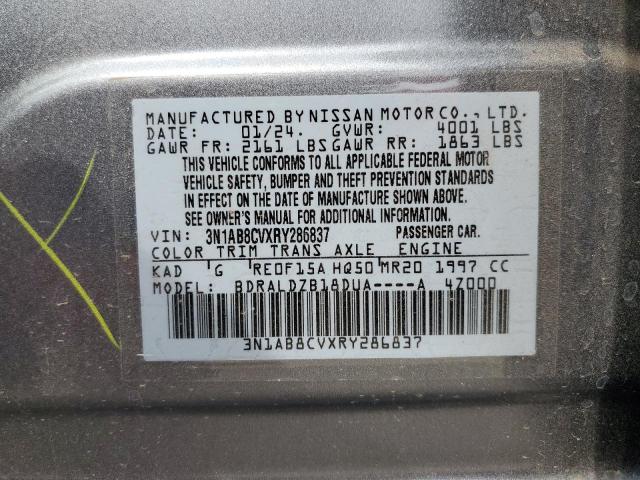 MANUFACTURED BY NISSAN MOTOR CO., LTD.
DATE: 01/24. GVWR: 4001 LBS
GAWR FR: 2161 LBS GAWR RR: 1863 LBS
THIS VEHICLE CONFORMS TO ALL APPLICABLE FEDERAL MOTOR
VEHICLE SAFETY, BUMPER AND THEFT PREVENTION STANDARDS
IN EFFECT ON THE DATE OF MANUFACTURE SHOWN ABOVE.
SEE OWNER'S MANUAL FOR ADDITIONAL INFORMATION.
VIN: 3N1AB8CVXRY286837 PASSENGER CAR.
COLOR TRIM TRANS AXLE ENGINE
KAD G RE0F15A HQ50 MR20 1997 CC
MODEL: BDRALDZB18DUA----A 4Z000
3N1AB8CVXRY286837